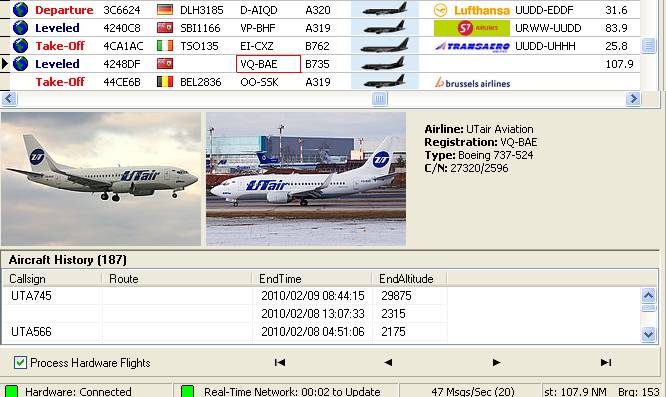 Departure 3C6624 DLH3185 D-AIQD A320 Lufthansa UUDD-EDDF 31.6
Leveled 4240C8 SBI1166 VP-BHF A319 S7 AIRLINES URWW-UUDD 83.9
Take-Off 4CA1AC TSO135 EI-CXZ B762 TRANSAERO UUDD-UHHH 25.8
Leveled 4248DF VQ-BAE B735 107.9
Take-Off 44CE6B BEL2836 OO-SSK A319 brussels airlines
UTair
UTair
Airline: UTair Aviation
Registration: VQ-BAE
Type: Boeing 737-524
C/N: 27320/2596
Aircraft History (187)
Callsign Route EndTime EndAltitude
UTA745 2010/02/09 08:44:15 29875
2010/02/08 13:07:33 2315
UTA566 2010/02/08 04:51:06 2175
Process Hardware Flights
Hardware: Connected Real-Time Network: 00:02 to Update 47 Msgs/Sec (20) st: 107.9 NM Brg: 153